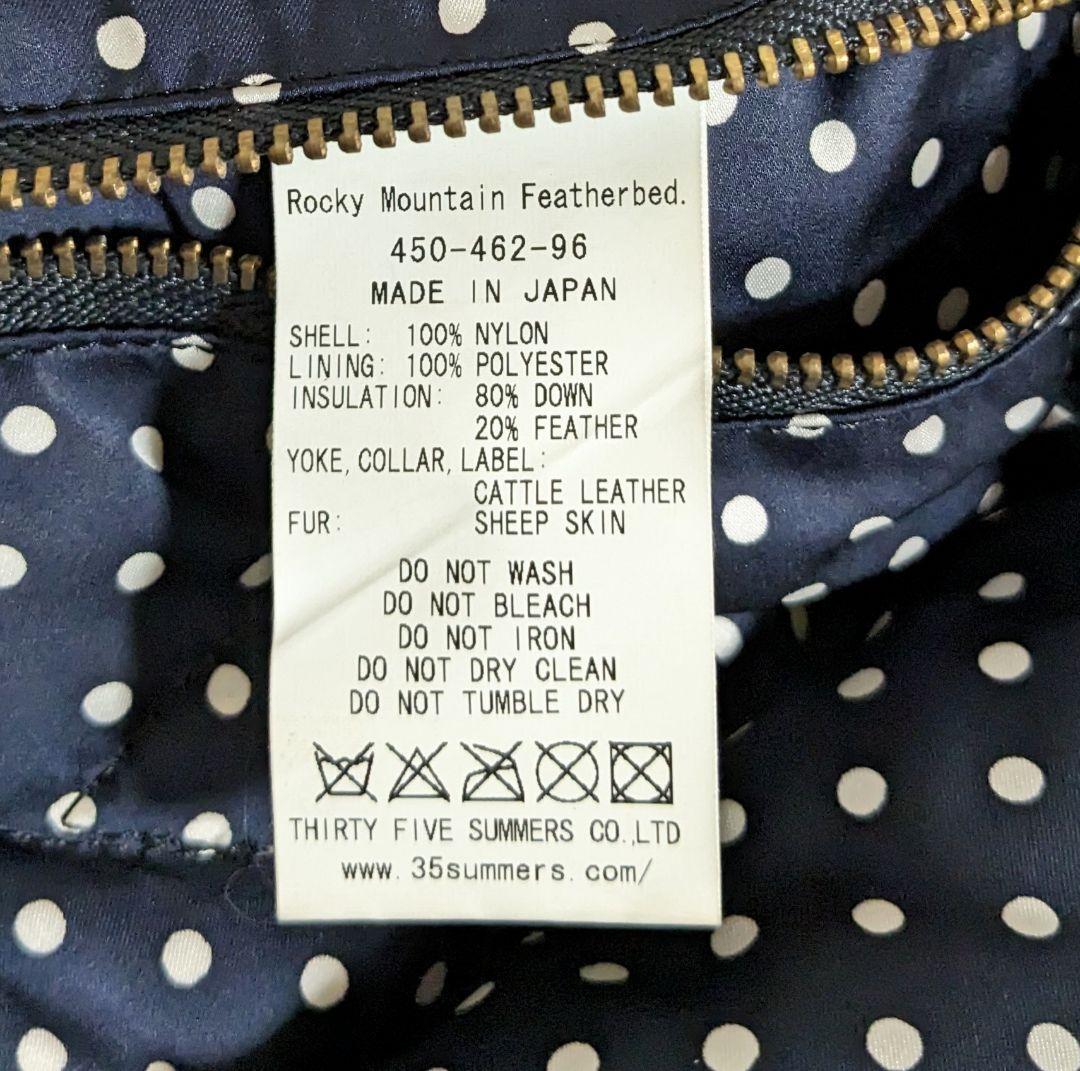 Rocky Mountain Featherbed.
450-462-96
MADE IN JAPAN
SHELL: 100% NYLON
LINING: 100% POLYESTER
INSULATION: 80% DOWN
20% FEATHER
YOKE, COLLAR, LABEL:
CATTLE LEATHER
FUR: SHEEP SKIN
DO NOT WASH
DO NOT BLEACH
DO NOT IRON
DO NOT DRY CLEAN
DO NOT TUMBLE DRY
THIRTY FIVE SUMMERS CO.,LTD
www.35summers.com/